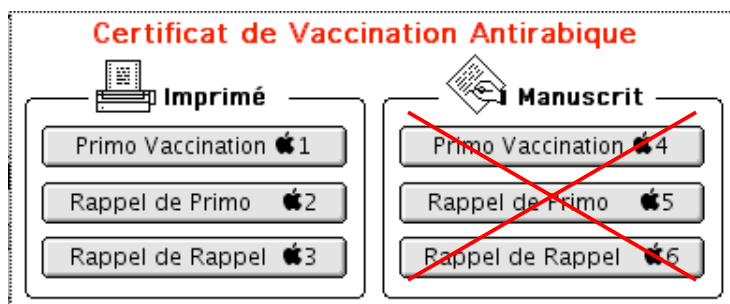 Certificat de Vaccination Antirabique
Imprimé
Primo Vaccination 1
Rappel de Primo 2
Rappel de Rappel 3
Manuscrit
Primo Vaccination 4
Rappel de Primo 5
Rappel de Rappel 6